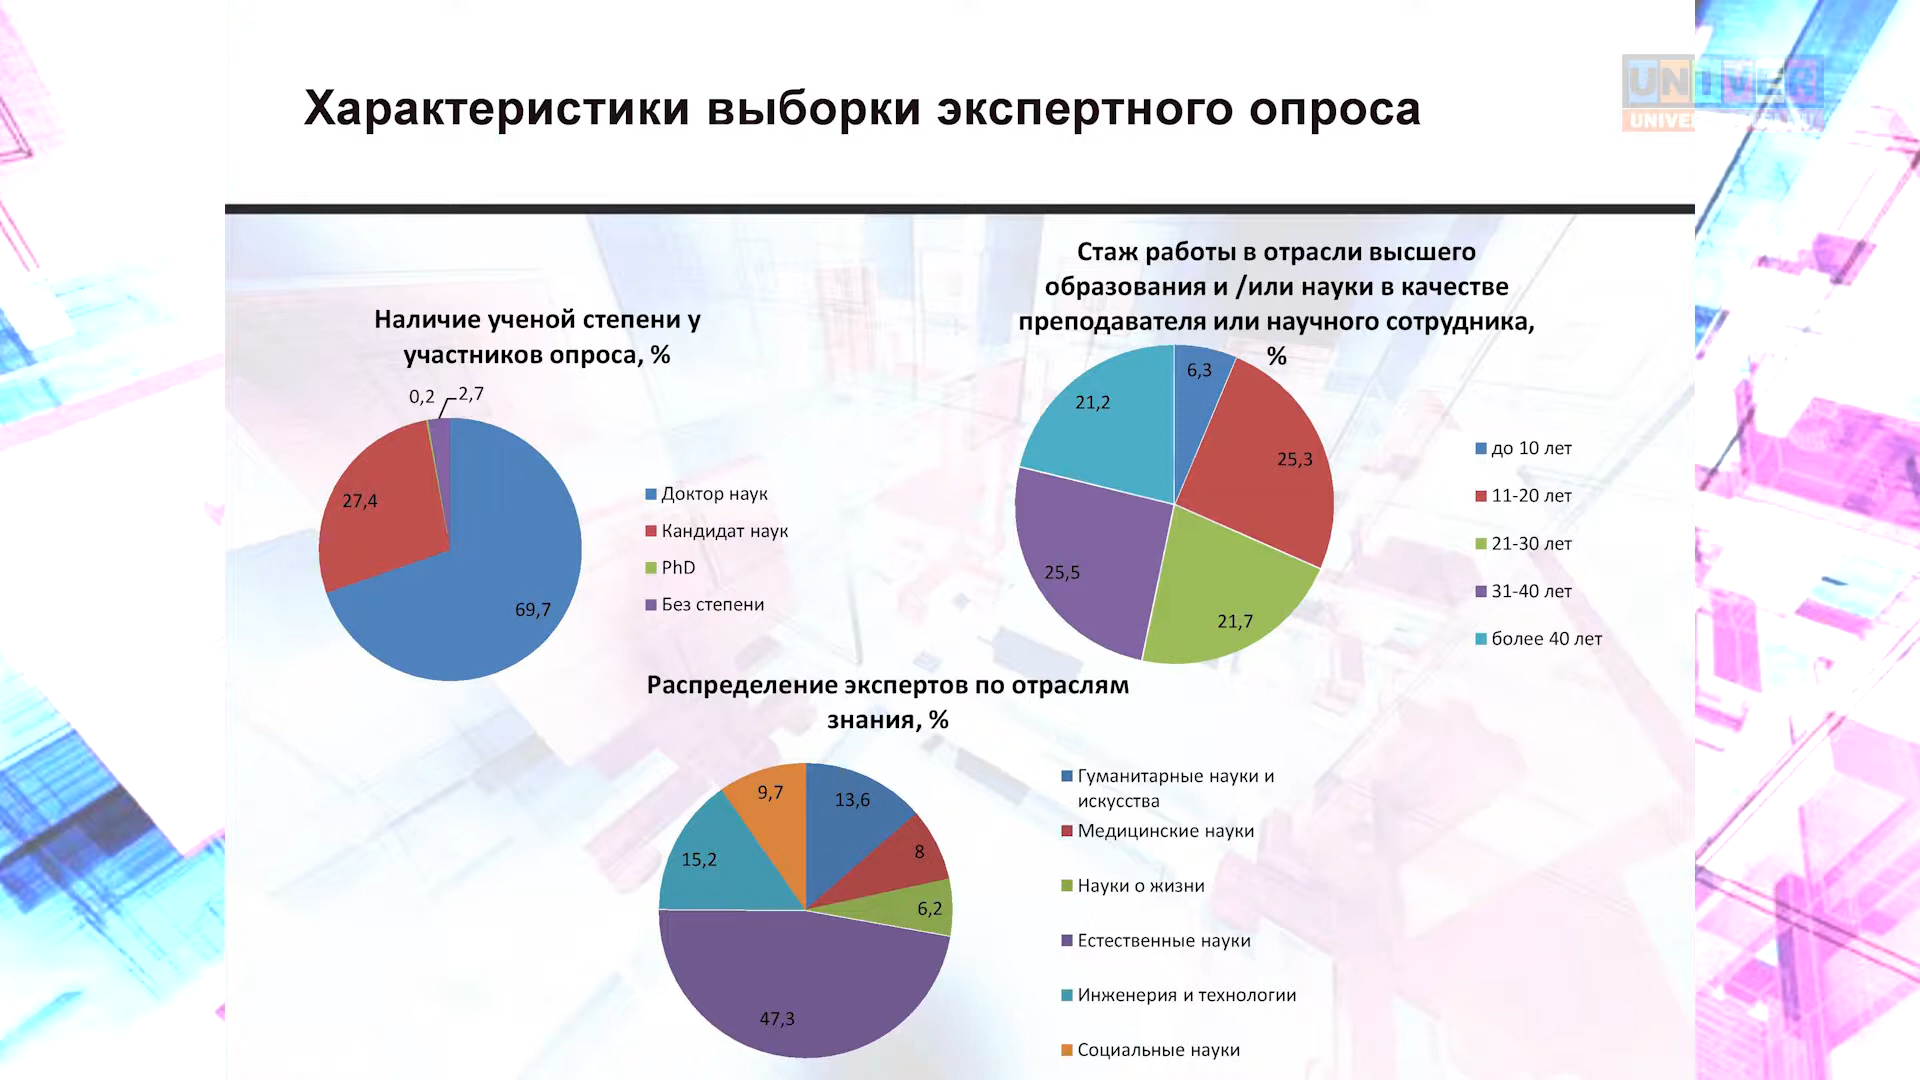 Характеристики выборки экспертного опроса
UNIVER
Наличие ученой степени у
участников опроса, %
0,2
2,7
27,4
69,7
Доктор наук
Кандидат наук
PhD
Без степени
Стаж работы в отрасли высшего
образования и /или науки в качестве
преподавателя или научного сотрудника,
%
6,3
21,2
25,3
25,5
21,7
до 10 лет
11-20 лет
21-30 лет
31-40 лет
более 40 лет
Распределение экспертов по отраслям
знания, %
9,7
13,6
8
15,2
6,2
47,3
Гуманитарные науки и
искусства
Медицинские науки
Науки о жизни
Естественные науки
Инженерия и технологии
Социальные науки